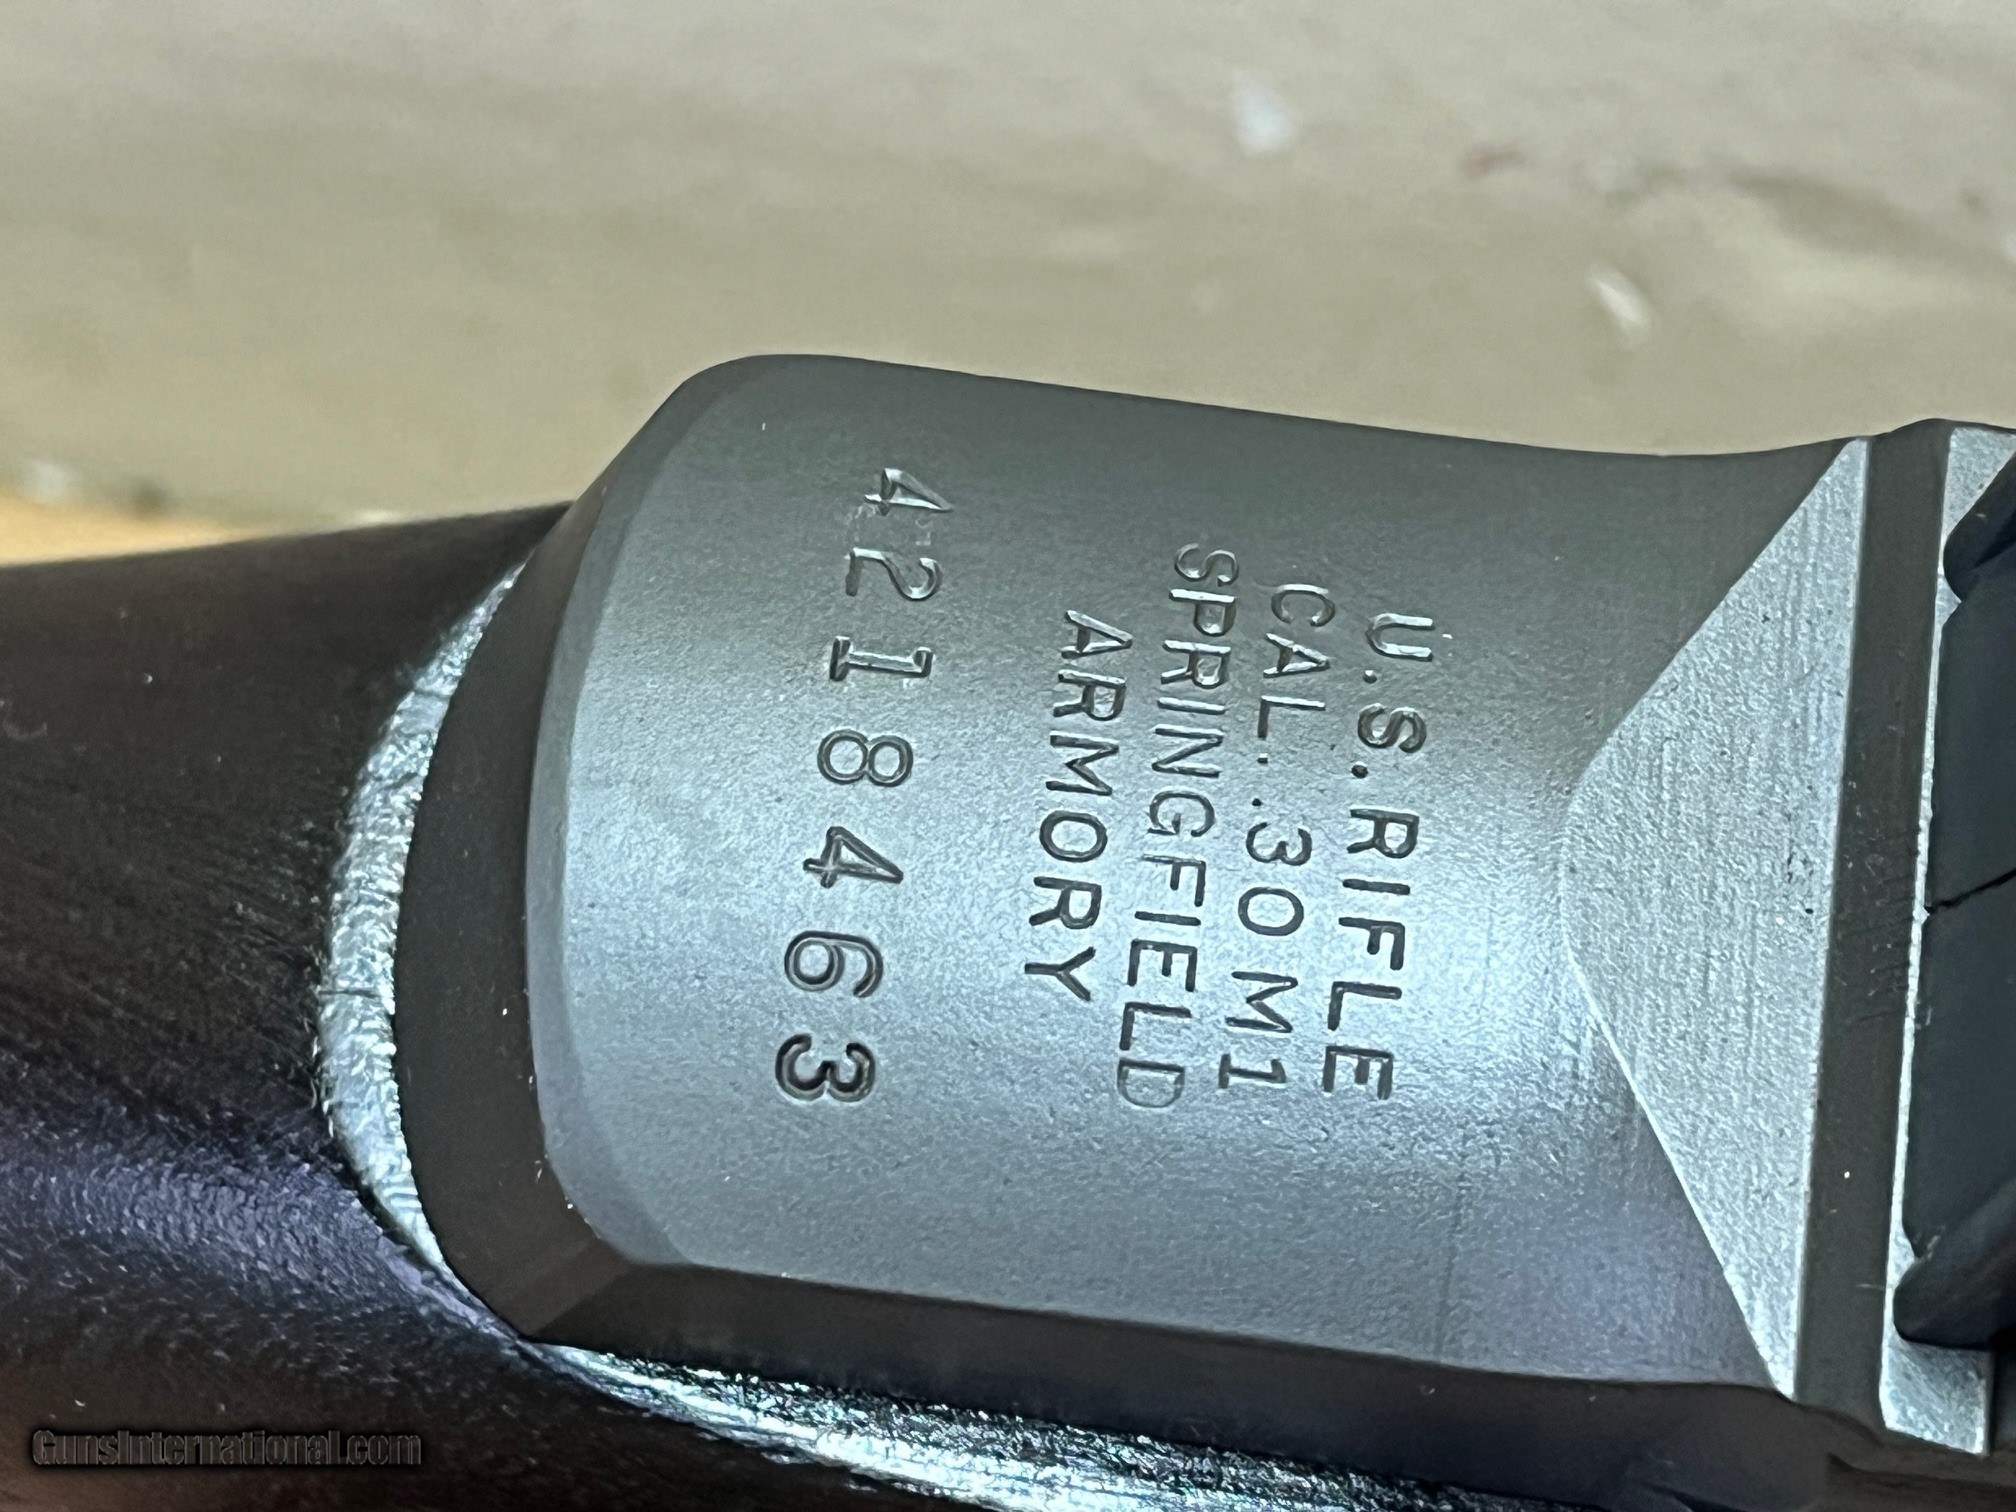 U.S. RIFLE
CAL. .30 M1
SPRINGFIELD
ARMORY
4218463
GunsInternational.com